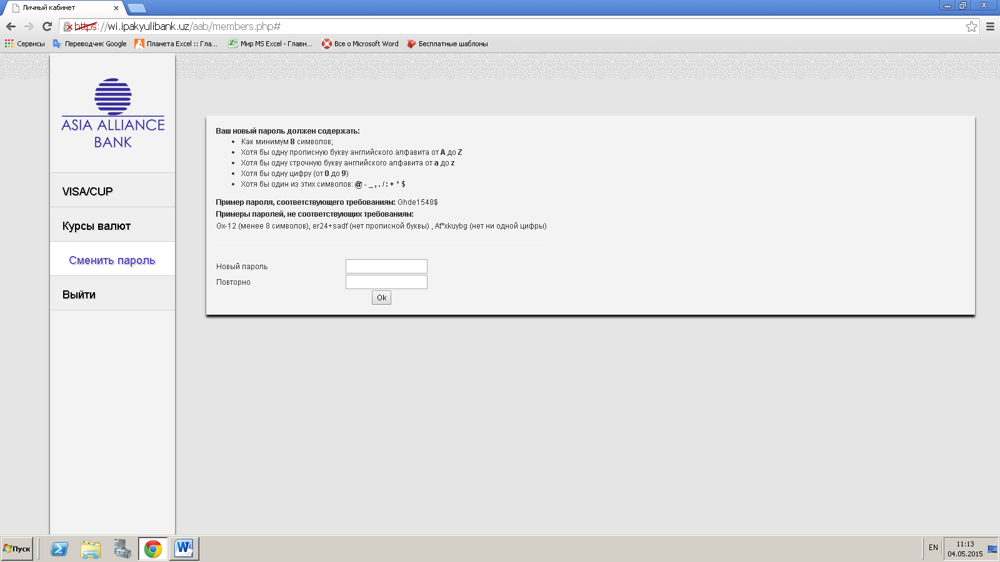 Личный кабинет
https://wi.ipakyulibank.uz/aab/members.php#
Сервисы Переводчик Google Планета Excel :: Гла... Мир MS Excel - Главн... Все о Microsoft Word Бесплатные шаблоны
ASIA ALLIANCE
BANK
VISA/CUP
Курсы валют
Сменить пароль
Выйти
Ваш новый пароль должен содержать:
• Как минимум 8 символов;
• Хотя бы одну прописную букву английского алфавита от A до Z
• Хотя бы одну строчную букву английского алфавита от a до z
• Хотя бы одну цифру (от 0 до 9)
• Хотя бы один из этих символов: @ - _ , . / : + * $
Пример пароля, соответствующего требованиям: Ghde1548$
Примеры паролей, не соответствующих требованиям:
Gx-12 (менее 8 символов), er24+sadf (нет прописной буквы) , At*xkuybg (нет ни одной цифры)
Новый пароль
Повторно
Ok
Пуск
EN
11:13
04.05.2015